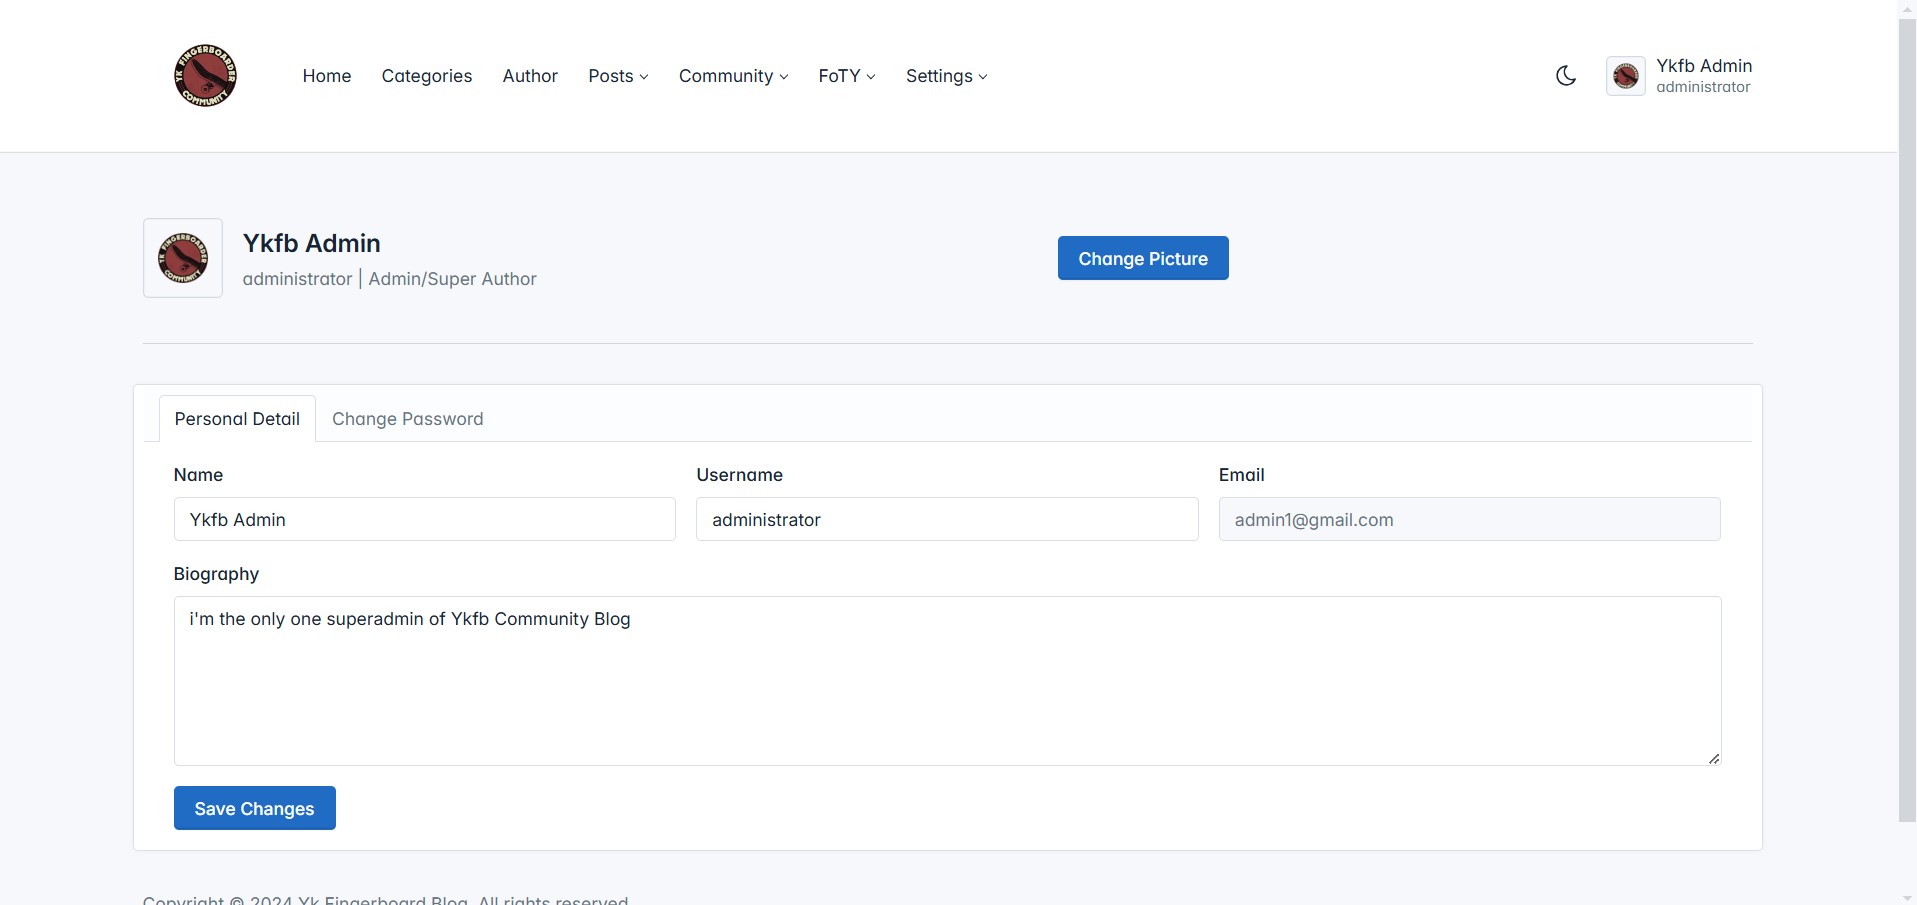 YK FINGERBOARDER COMMUNITY
Home Categories Author Posts Community FoTY Settings
Ykfb Admin
administrator
Ykfb Admin
administrator | Admin/Super Author
Change Picture
Personal Detail Change Password
Name Username Email
Ykfb Admin administrator admin1@gmail.com
Biography
i'm the only one superadmin of Ykfb Community Blog
Save Changes
Copyright © 2024 Yk Fingerboard Blog. All rights reserved